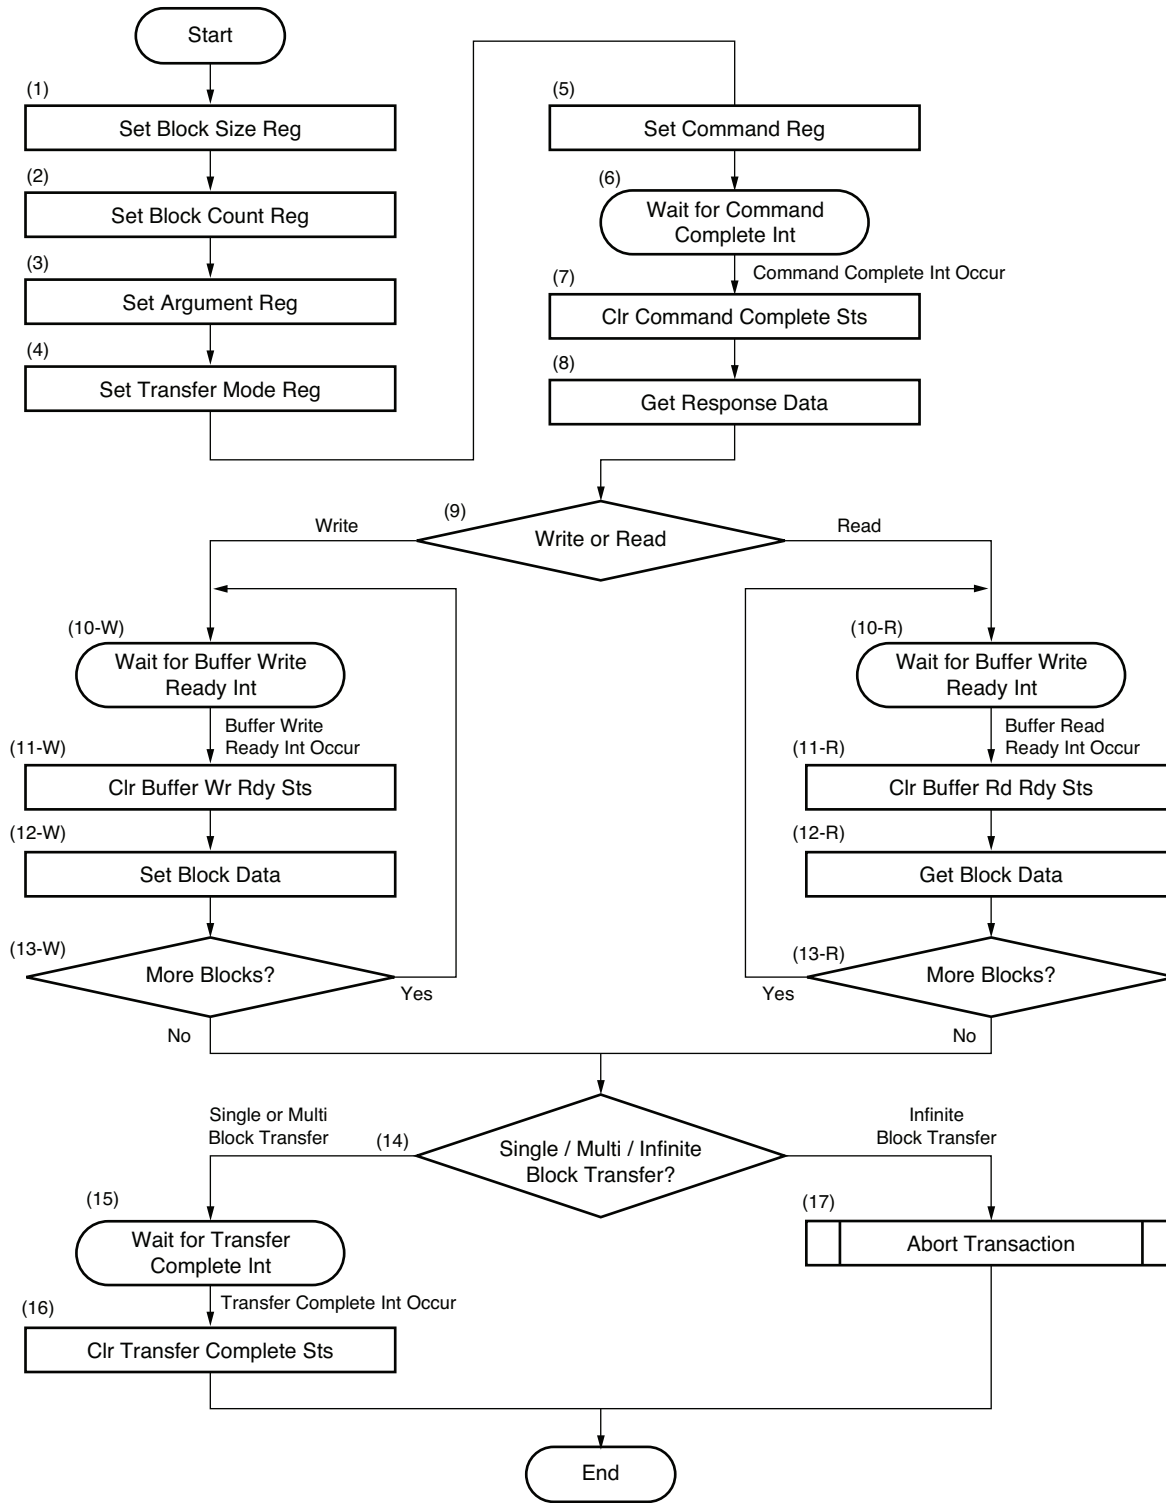 Start
(1)
Set Block Size Reg
(2)
Set Block Count Reg
(3)
Set Argument Reg
(4)
Set Transfer Mode Reg
(5)
Set Command Reg
(6)
Wait for Command
Complete Int
Command Complete Int Occur
(7)
Clr Command Complete Sts
(8)
Get Response Data
(9)
Write or Read
Write
Read
(10-W)
Wait for Buffer Write
Ready Int
Buffer Write
Ready Int Occur
(11-W)
Clr Buffer Wr Rdy Sts
(12-W)
Set Block Data
(13-W)
More Blocks?
Yes
No
(10-R)
Wait for Buffer Write
Ready Int
Buffer Read
Ready Int Occur
(11-R)
Clr Buffer Rd Rdy Sts
(12-R)
Get Block Data
(13-R)
More Blocks?
Yes
No
(14)
Single / Multi / Infinite
Block Transfer?
Single or Multi
Block Transfer
Infinite
Block Transfer
(15)
Wait for Transfer
Complete Int
Transfer Complete Int Occur
(16)
Clr Transfer Complete Sts
(17)
Abort Transaction
End